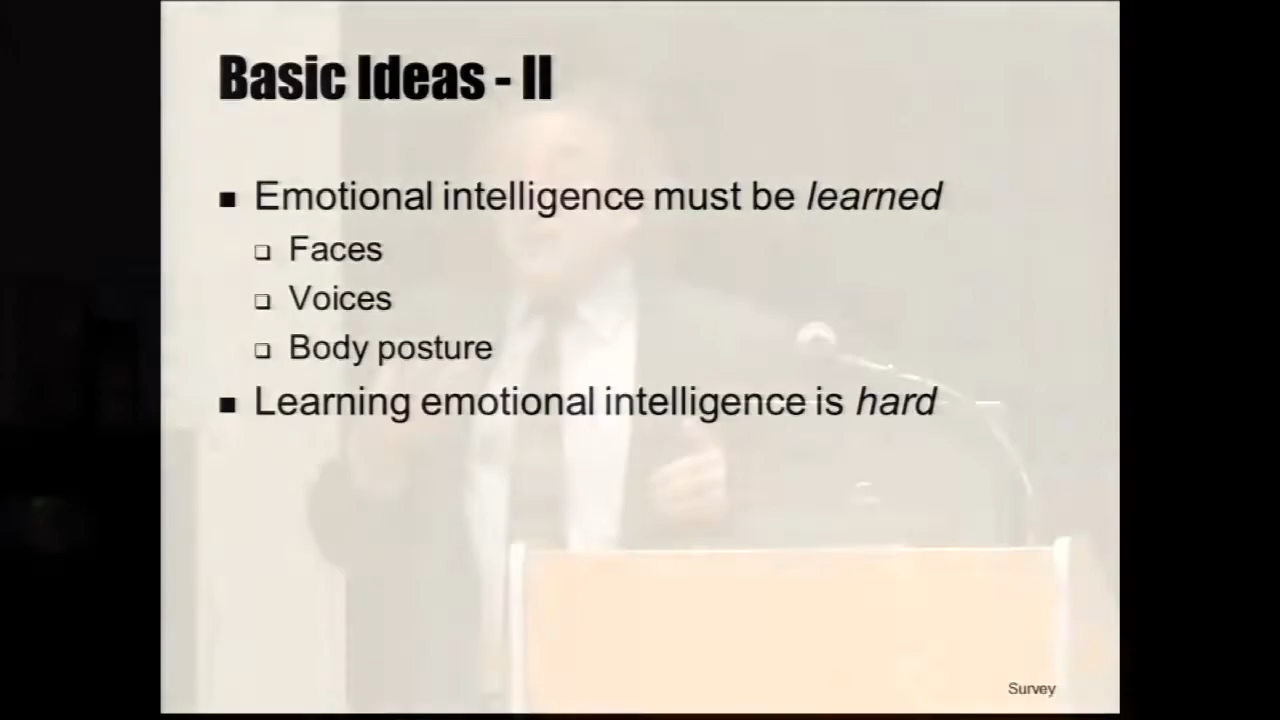 Basic Ideas - II
Emotional intelligence must be learned
Faces
Voices
Body posture
Learning emotional intelligence is hard
Survey